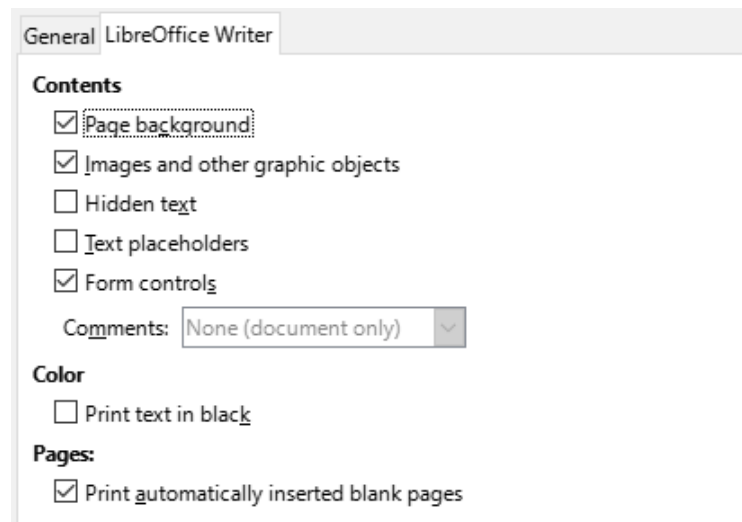 General LibreOffice Writer
Contents
Page background
Images and other graphic objects
Hidden text
Text placeholders
Form controls
Comments: None (document only)
Color
Print text in black
Pages:
Print automatically inserted blank pages